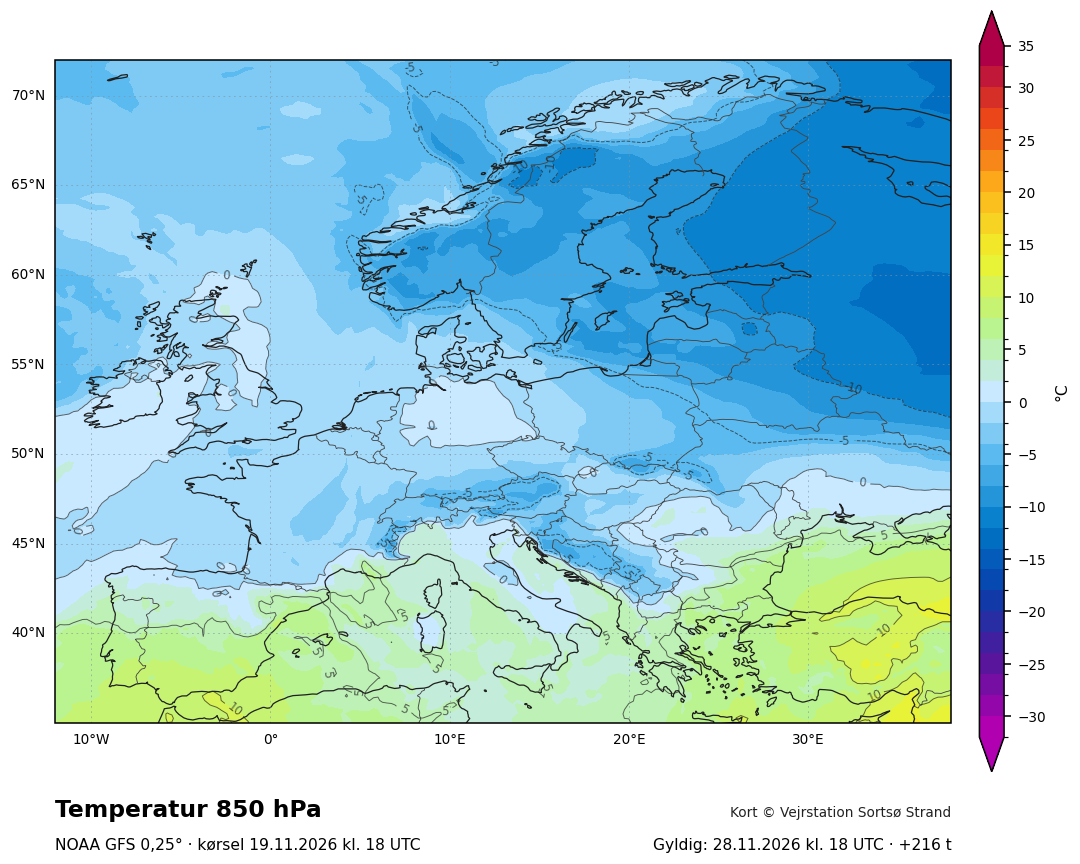 70°N
65°N
60°N
55°N
50°N
45°N
40°N
10°W 0° 10°E 20°E 30°E
35
30
25
20
15
10
5
0
−5
−10
−15
−20
−25
−30
°C
Temperatur 850 hPa
Kort © Vejrstation Sortsø Strand
NOAA GFS 0,25° · kørsel 19.11.2026 kl. 18 UTC
Gyldig: 28.11.2026 kl. 18 UTC · +216 t